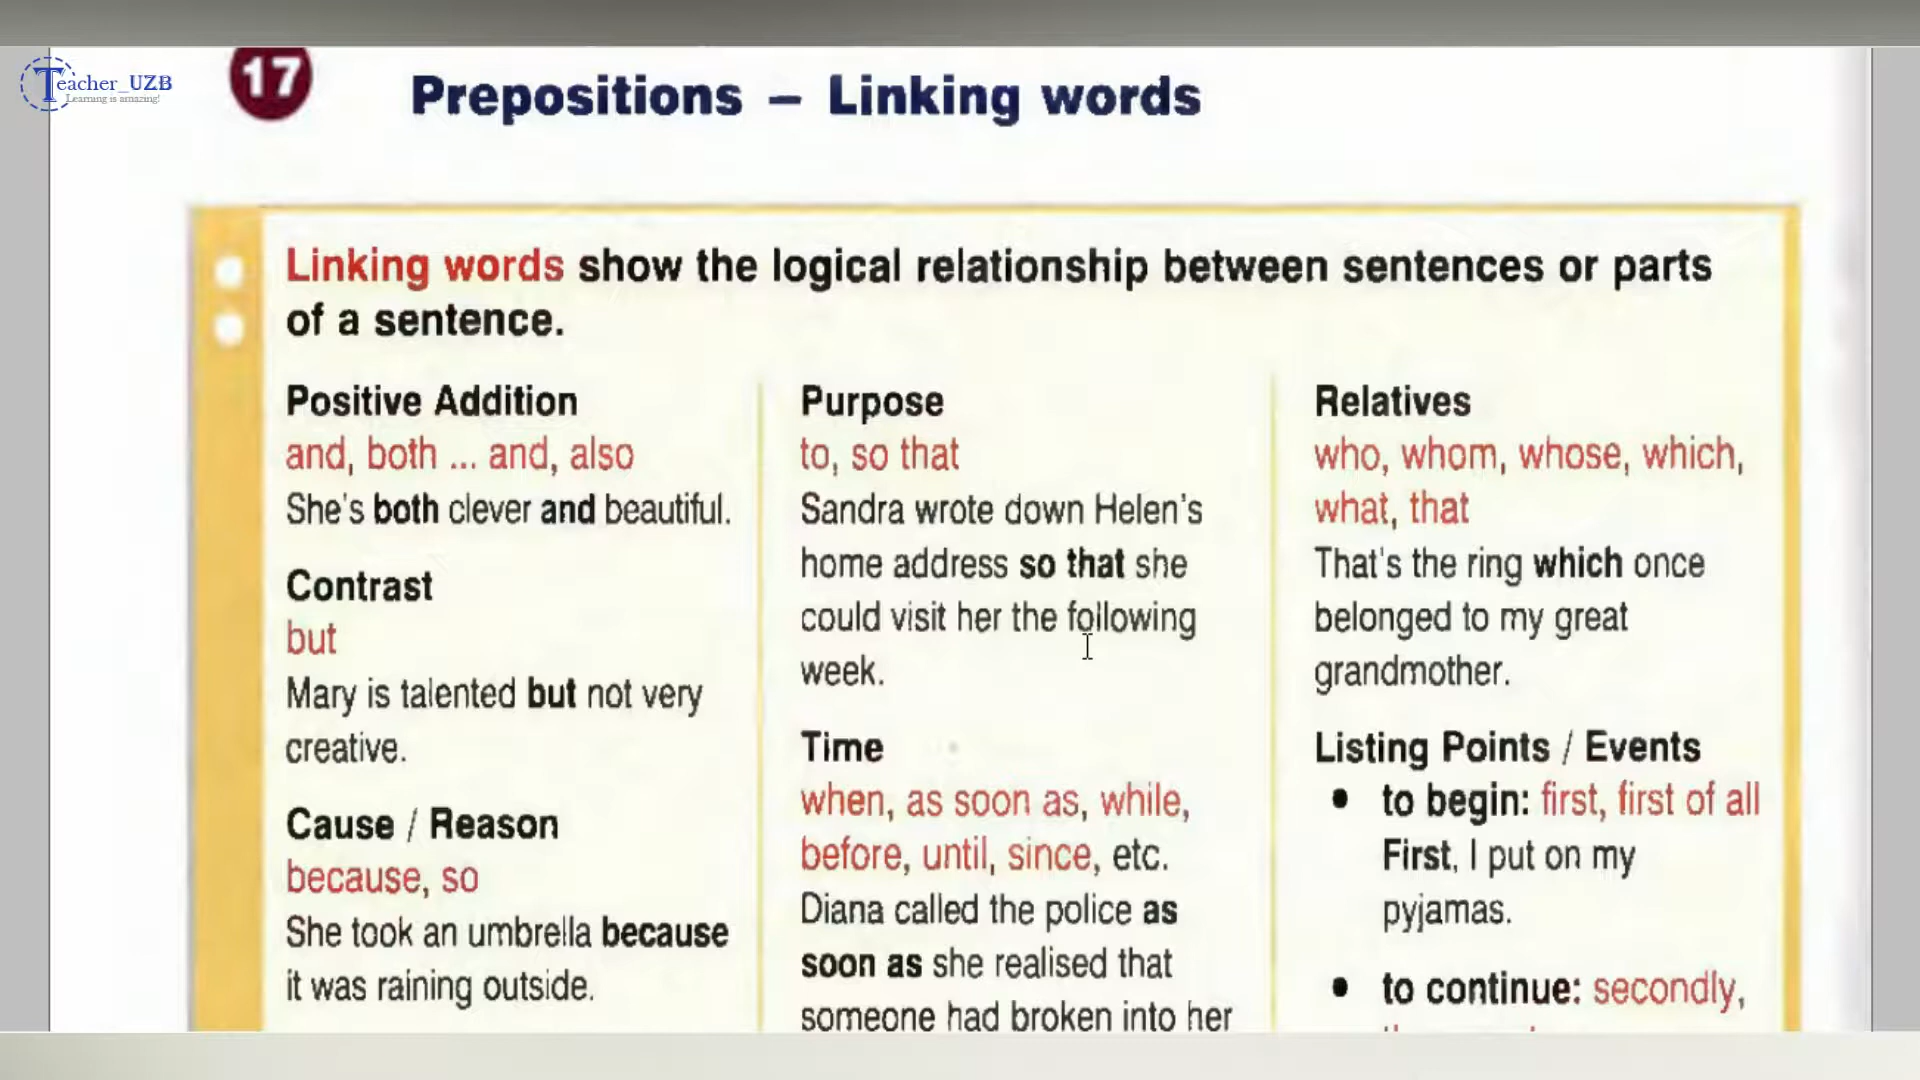 Teacher_UZB
Learning is amazing!
17
Prepositions – Linking words
Linking words show the logical relationship between sentences or parts
of a sentence.
Positive Addition
and, both ... and, also
She's both clever and beautiful.
Contrast
but
Mary is talented but not very
creative.
Cause / Reason
because, so
She took an umbrella because
it was raining outside.
Purpose
to, so that
Sandra wrote down Helen's
home address so that she
could visit her the following
week.
Time
when, as soon as, while,
before, until, since, etc.
Diana called the police as
soon as she realised that
someone had broken into her
Relatives
who, whom, whose, which,
what, that
That's the ring which once
belonged to my great
grandmother.
Listing Points / Events
• to begin: first, first of all
First, I put on my
pyjamas.
• to continue: secondly,